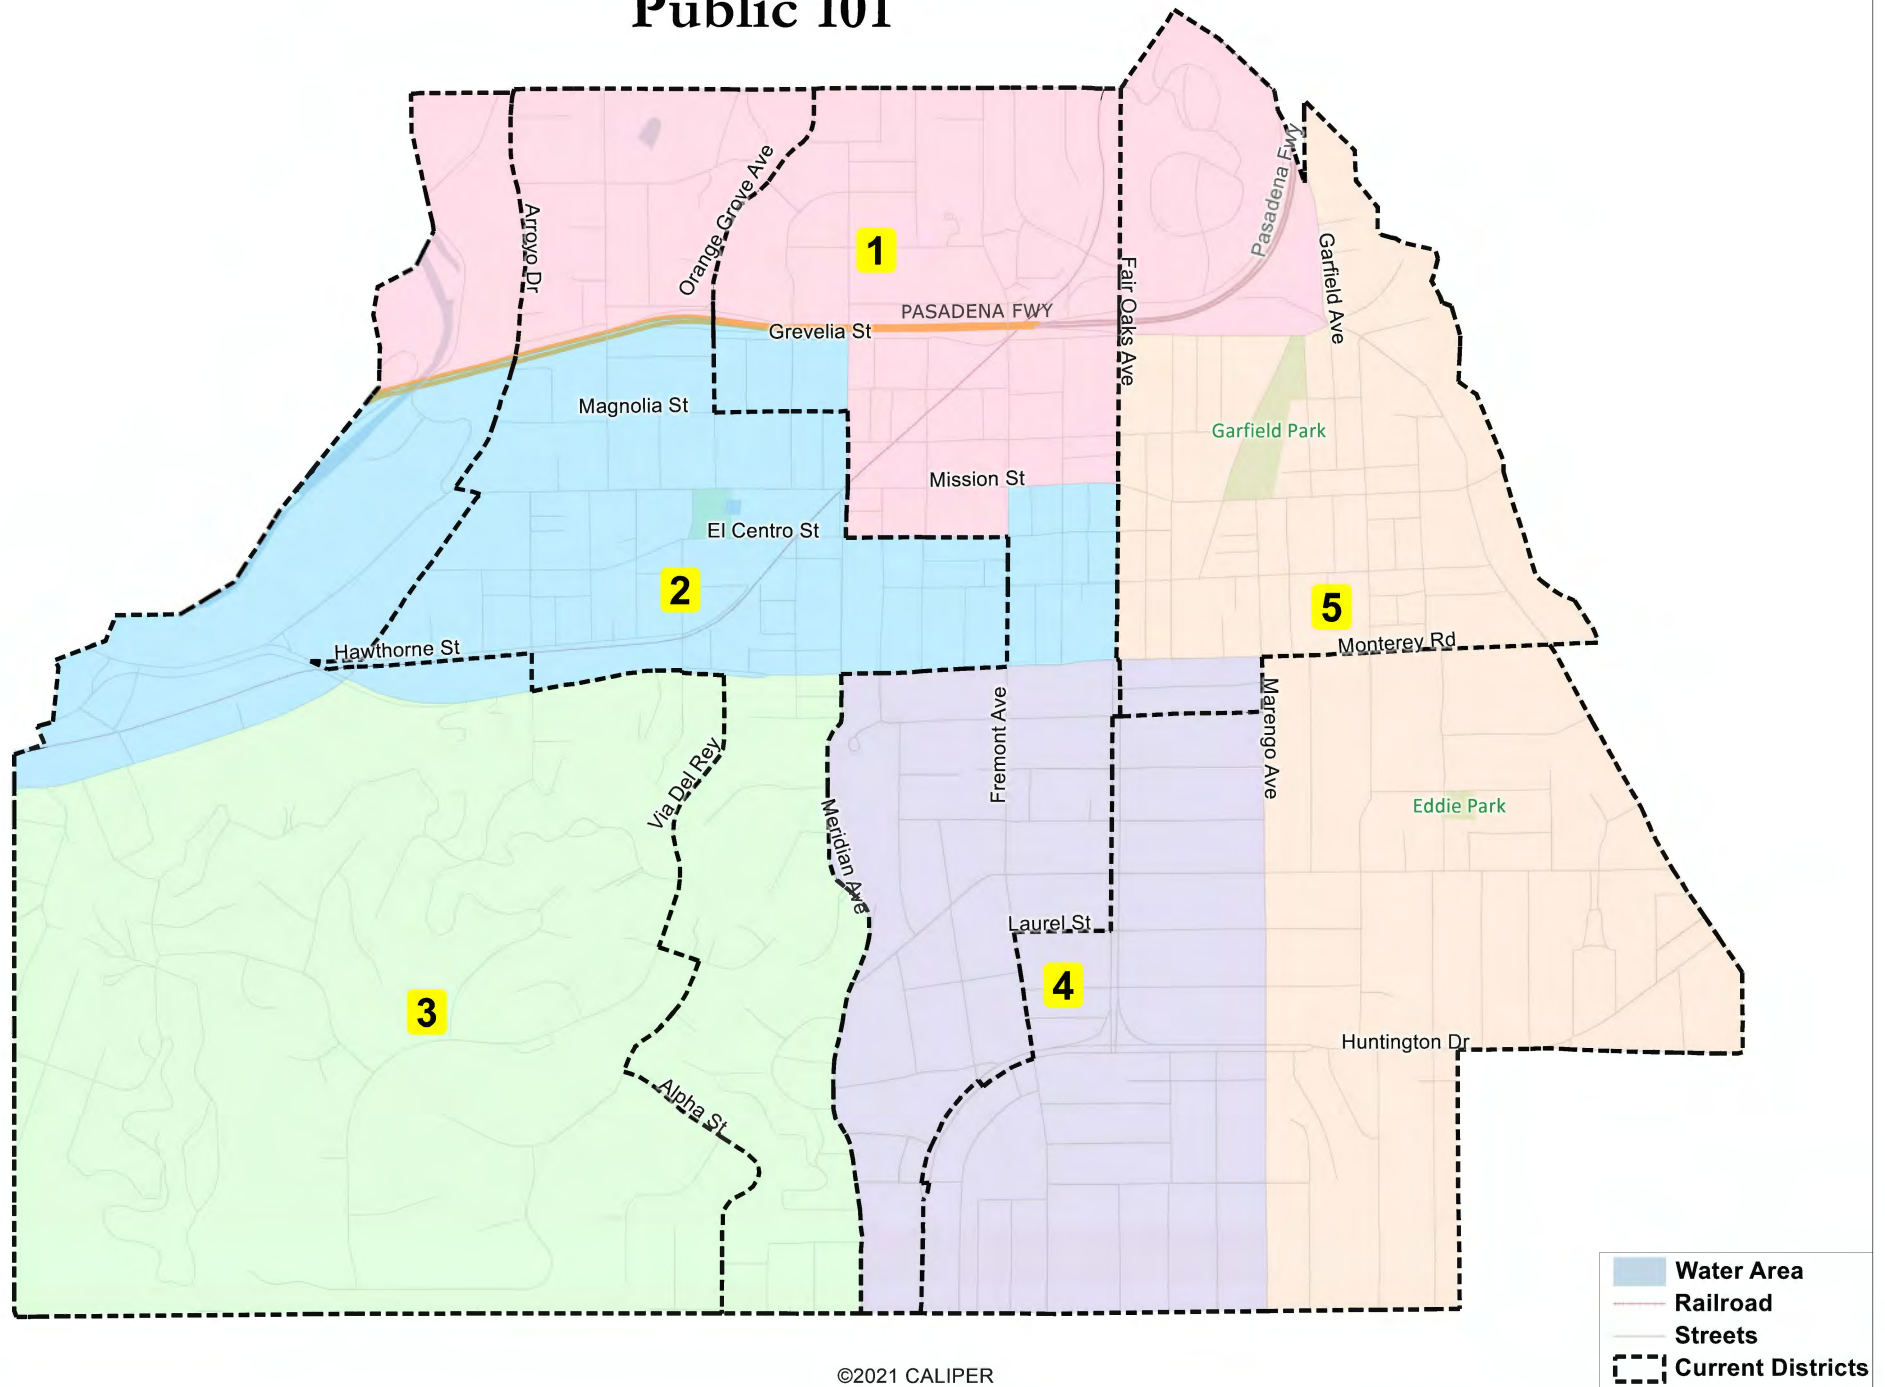 Public 101
Pasadena Fwy
Arroyo Dr
Orange Grove Ave
1
Garfield Ave
Fair Oaks Ave
PASADENA FWY
Grevelia St
Magnolia St
Garfield Park
Mission St
El Centro St
2
5
Hawthorne St
Monterey Rd
Fremont Ave
Marengo Ave
Via Del Rey
Meridian Ave
Eddie Park
Laurel St
4
3
Huntington Dr
Alpha St
Water Area
Railroad
Streets
Current Districts
©2021 CALIPER